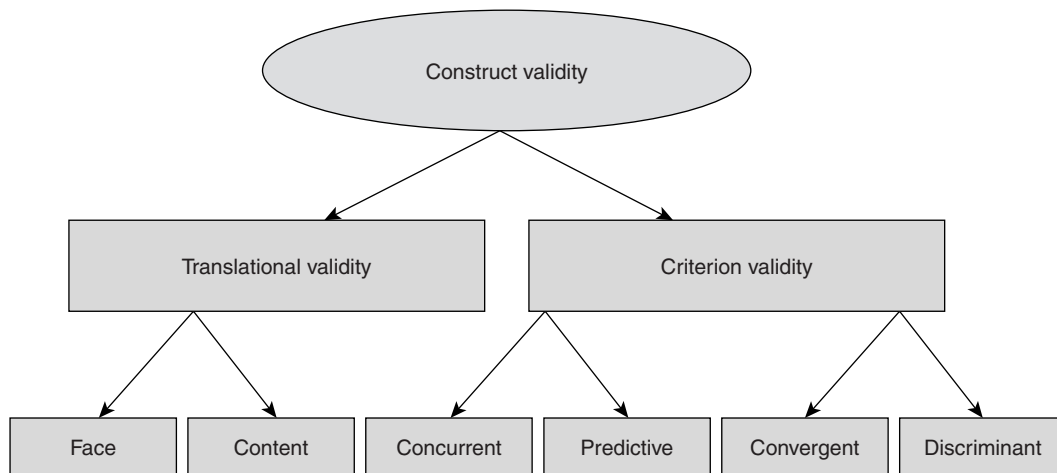 Construct validity
Translational validity
Criterion validity
Face
Content
Concurrent
Predictive
Convergent
Discriminant